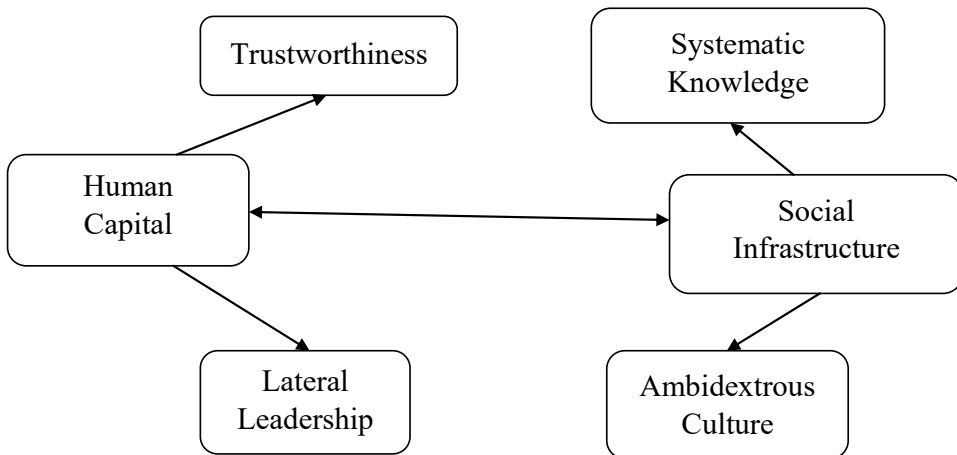 Trustworthiness
Systematic
Knowledge
Human
Capital
Social
Infrastructure
Lateral
Leadership
Ambidextrous
Culture